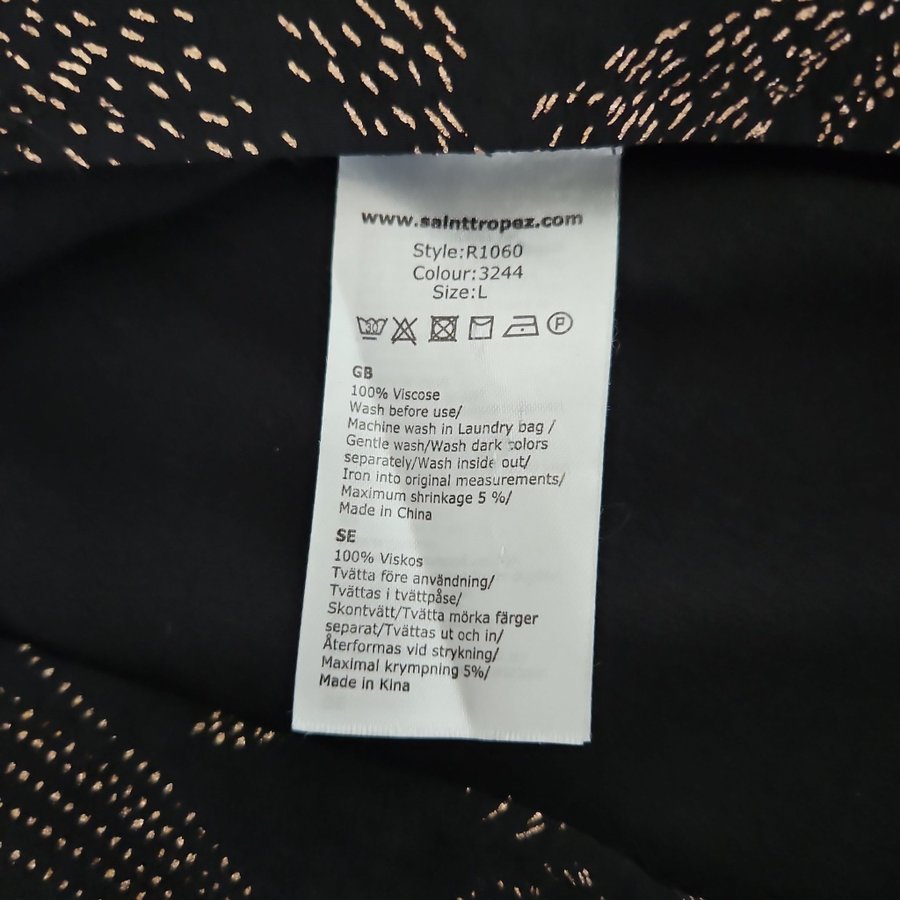 www.sainttropez.com
Style:R1060
Colour:3244
Size:L
30 P
GB
100% Viscose
Wash before use/
Machine wash in Laundry bag /
Gentle wash/Wash dark colors
separately/Wash inside out/
Iron into original measurements/
Maximum shrinkage 5 %/
Made in China
SE
100% Viskos
Tvätta före användning/
Tvättas i tvättpåse/
Skontvätt/Tvätta mörka färger
separat/Tvättas ut och in/
Återformas vid strykning/
Maximal krympning 5%/
Made in Kina